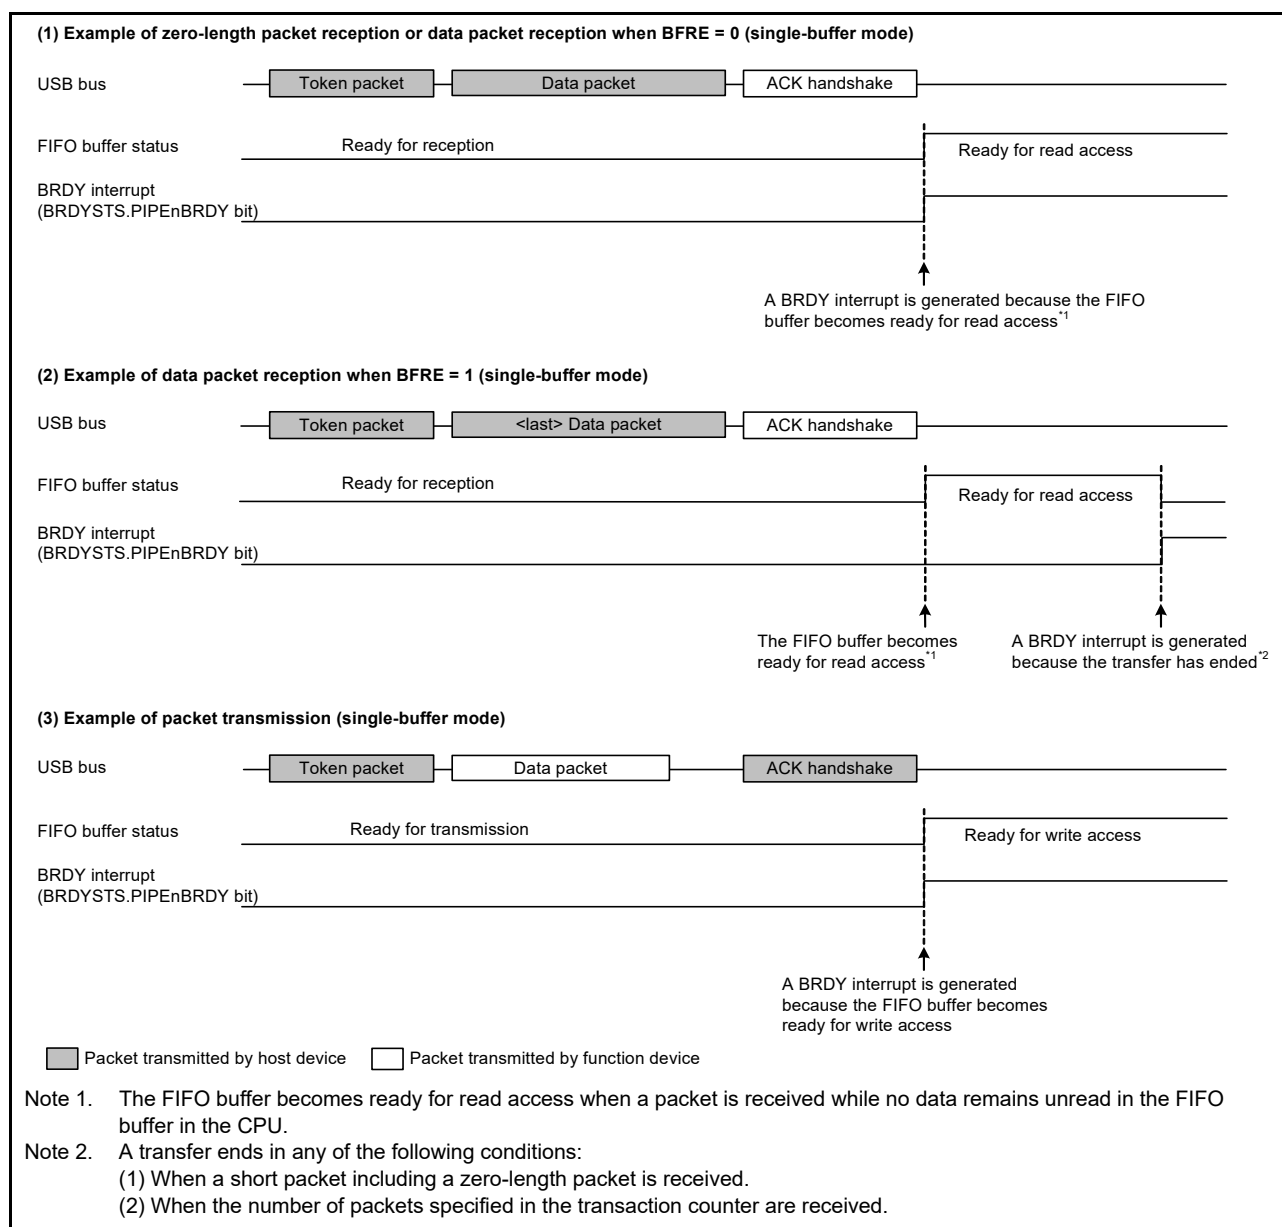 (1) Example of zero-length packet reception or data packet reception when BFRE = 0 (single-buffer mode)
USB bus
Token packet
Data packet
ACK handshake
FIFO buffer status
Ready for reception
Ready for read access
BRDY interrupt
(BRDYSTS.PIPEnBRDY bit)
A BRDY interrupt is generated because the FIFO
buffer becomes ready for read access*1
(2) Example of data packet reception when BFRE = 1 (single-buffer mode)
USB bus
Token packet
<last> Data packet
ACK handshake
FIFO buffer status
Ready for reception
Ready for read access
BRDY interrupt
(BRDYSTS.PIPEnBRDY bit)
The FIFO buffer becomes
ready for read access*1
A BRDY interrupt is generated
because the transfer has ended*2
(3) Example of packet transmission (single-buffer mode)
USB bus
Token packet
Data packet
ACK handshake
FIFO buffer status
Ready for transmission
Ready for write access
BRDY interrupt
(BRDYSTS.PIPEnBRDY bit)
A BRDY interrupt is generated
because the FIFO buffer becomes
ready for write access
Packet transmitted by host device
Packet transmitted by function device
Note 1. The FIFO buffer becomes ready for read access when a packet is received while no data remains unread in the FIFO
buffer in the CPU.
Note 2. A transfer ends in any of the following conditions:
(1) When a short packet including a zero-length packet is received.
(2) When the number of packets specified in the transaction counter are received.